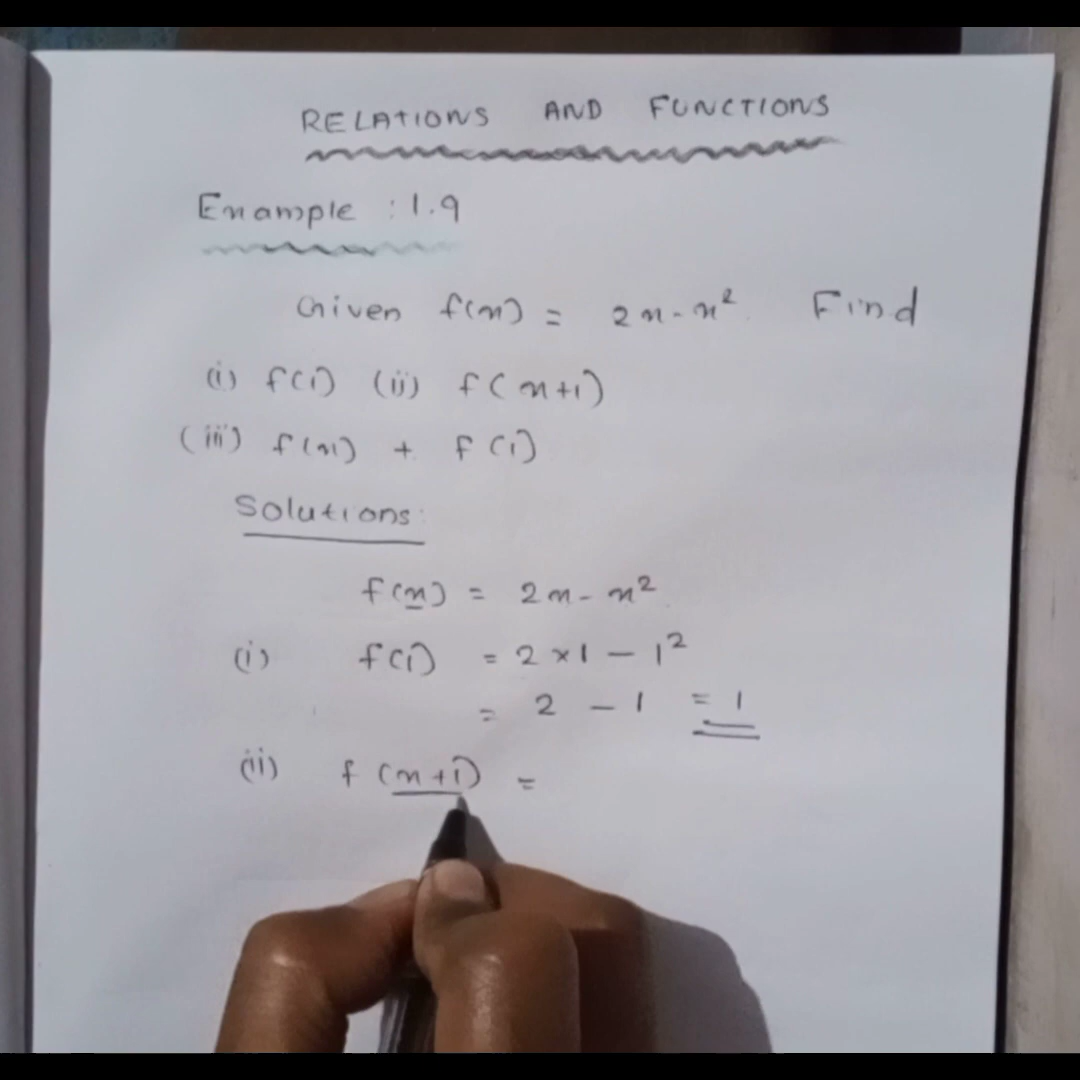 RELATIONS AND FUNCTIONS
Example : 1.9
Given f(x) = 2x - x². Find
(i) f(1) (ii) f(x+1)
(iii) f(x) + f(1)
Solutions:
f(x) = 2x - x²
(i) f(1) = 2 × 1 - 1²
= 2 - 1 = 1
(ii) f (x+1) =